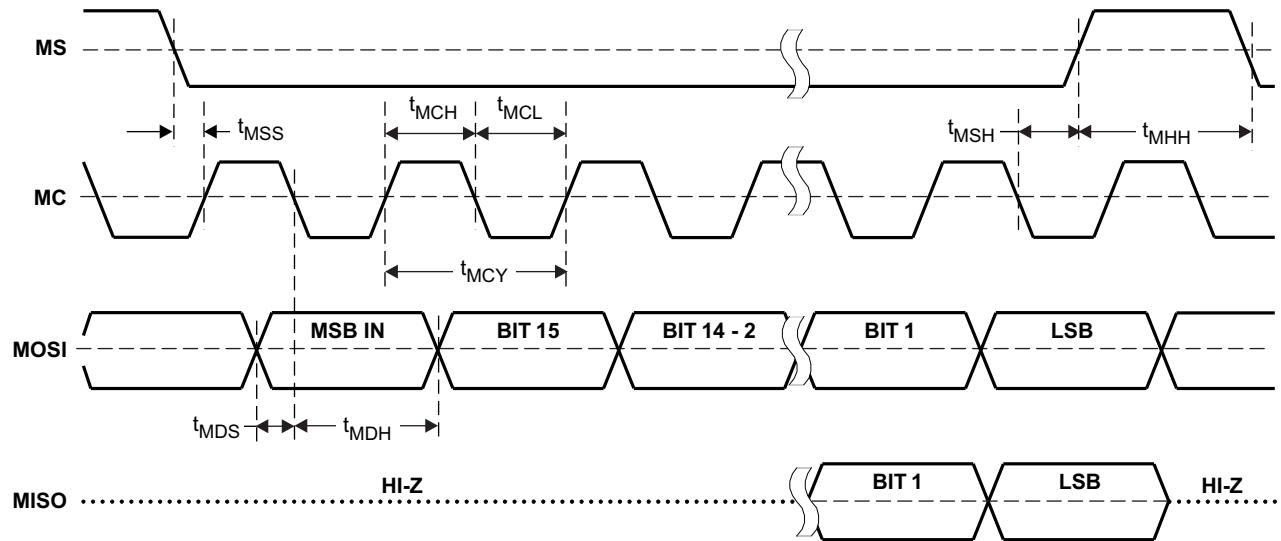 MS
tMSS
tMCH
tMCL
tMSH
tMHH
MC
tMCY
MOSI
MSB IN
BIT 15
BIT 14 - 2
BIT 1
LSB
tMDS
tMDH
MISO
HI-Z
BIT 1
LSB
HI-Z